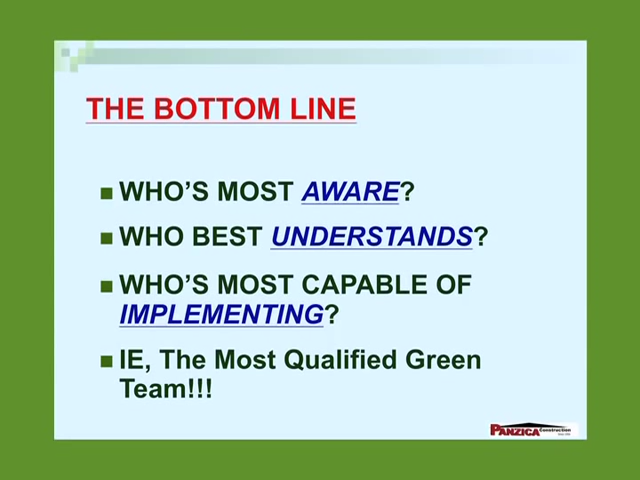 THE BOTTOM LINE
WHO'S MOST AWARE?
WHO BEST UNDERSTANDS?
WHO'S MOST CAPABLE OF
IMPLEMENTING?
IE, The Most Qualified Green
Team!!!
PANZICA Construction